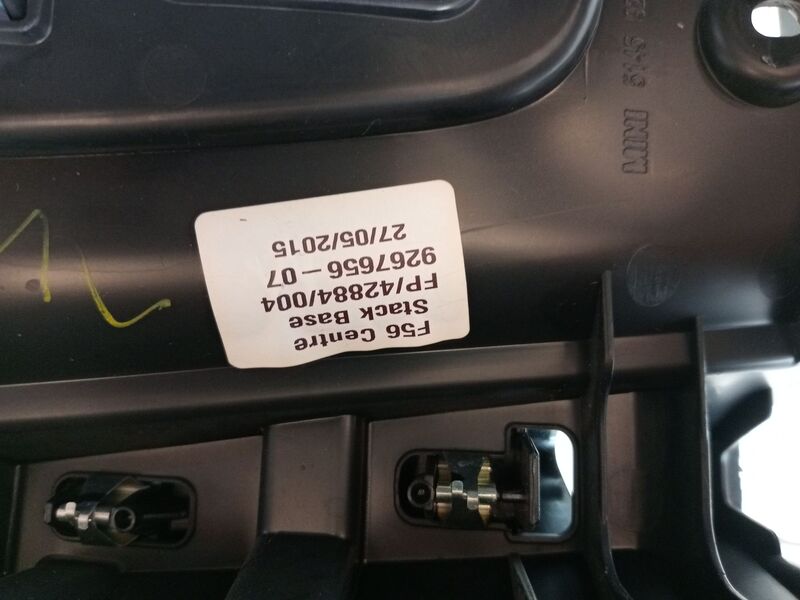 F56 Centre
Stack Base
FP/42884/004
9267656-07
27/05/2015
MINI